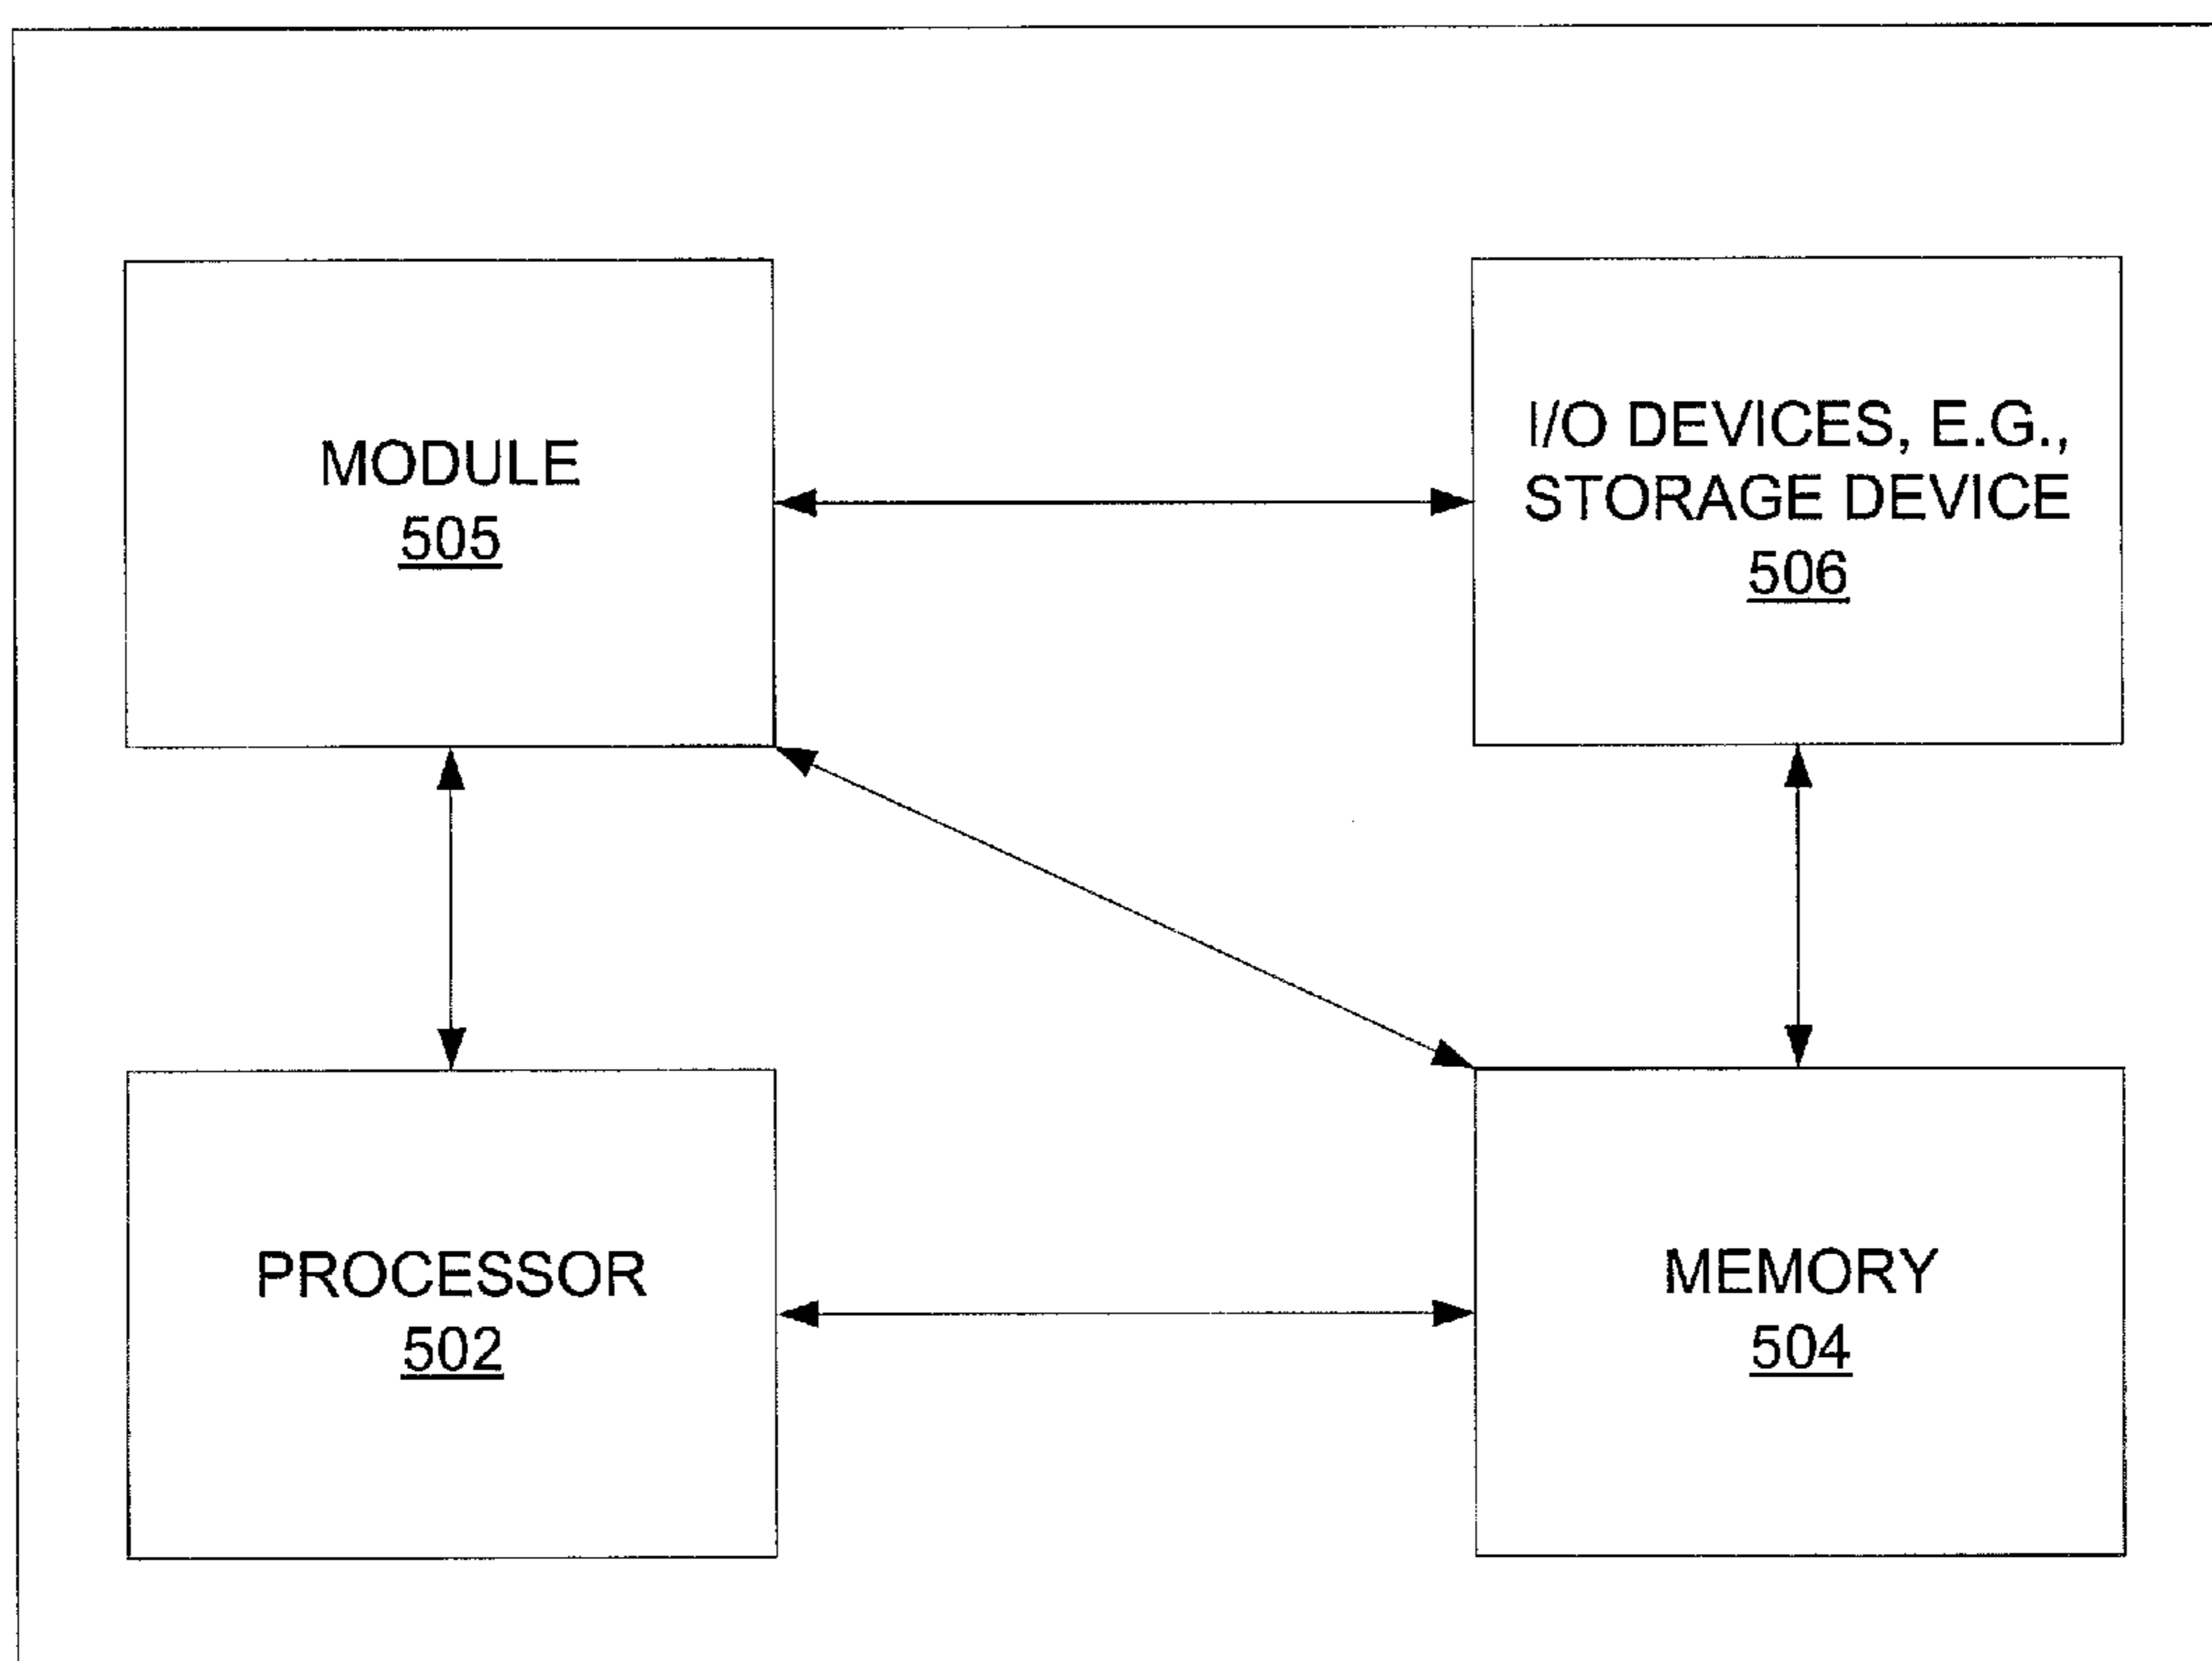 MODULE
505
I/O DEVICES, E.G.,
STORAGE DEVICE
506
PROCESSOR
502
MEMORY
504